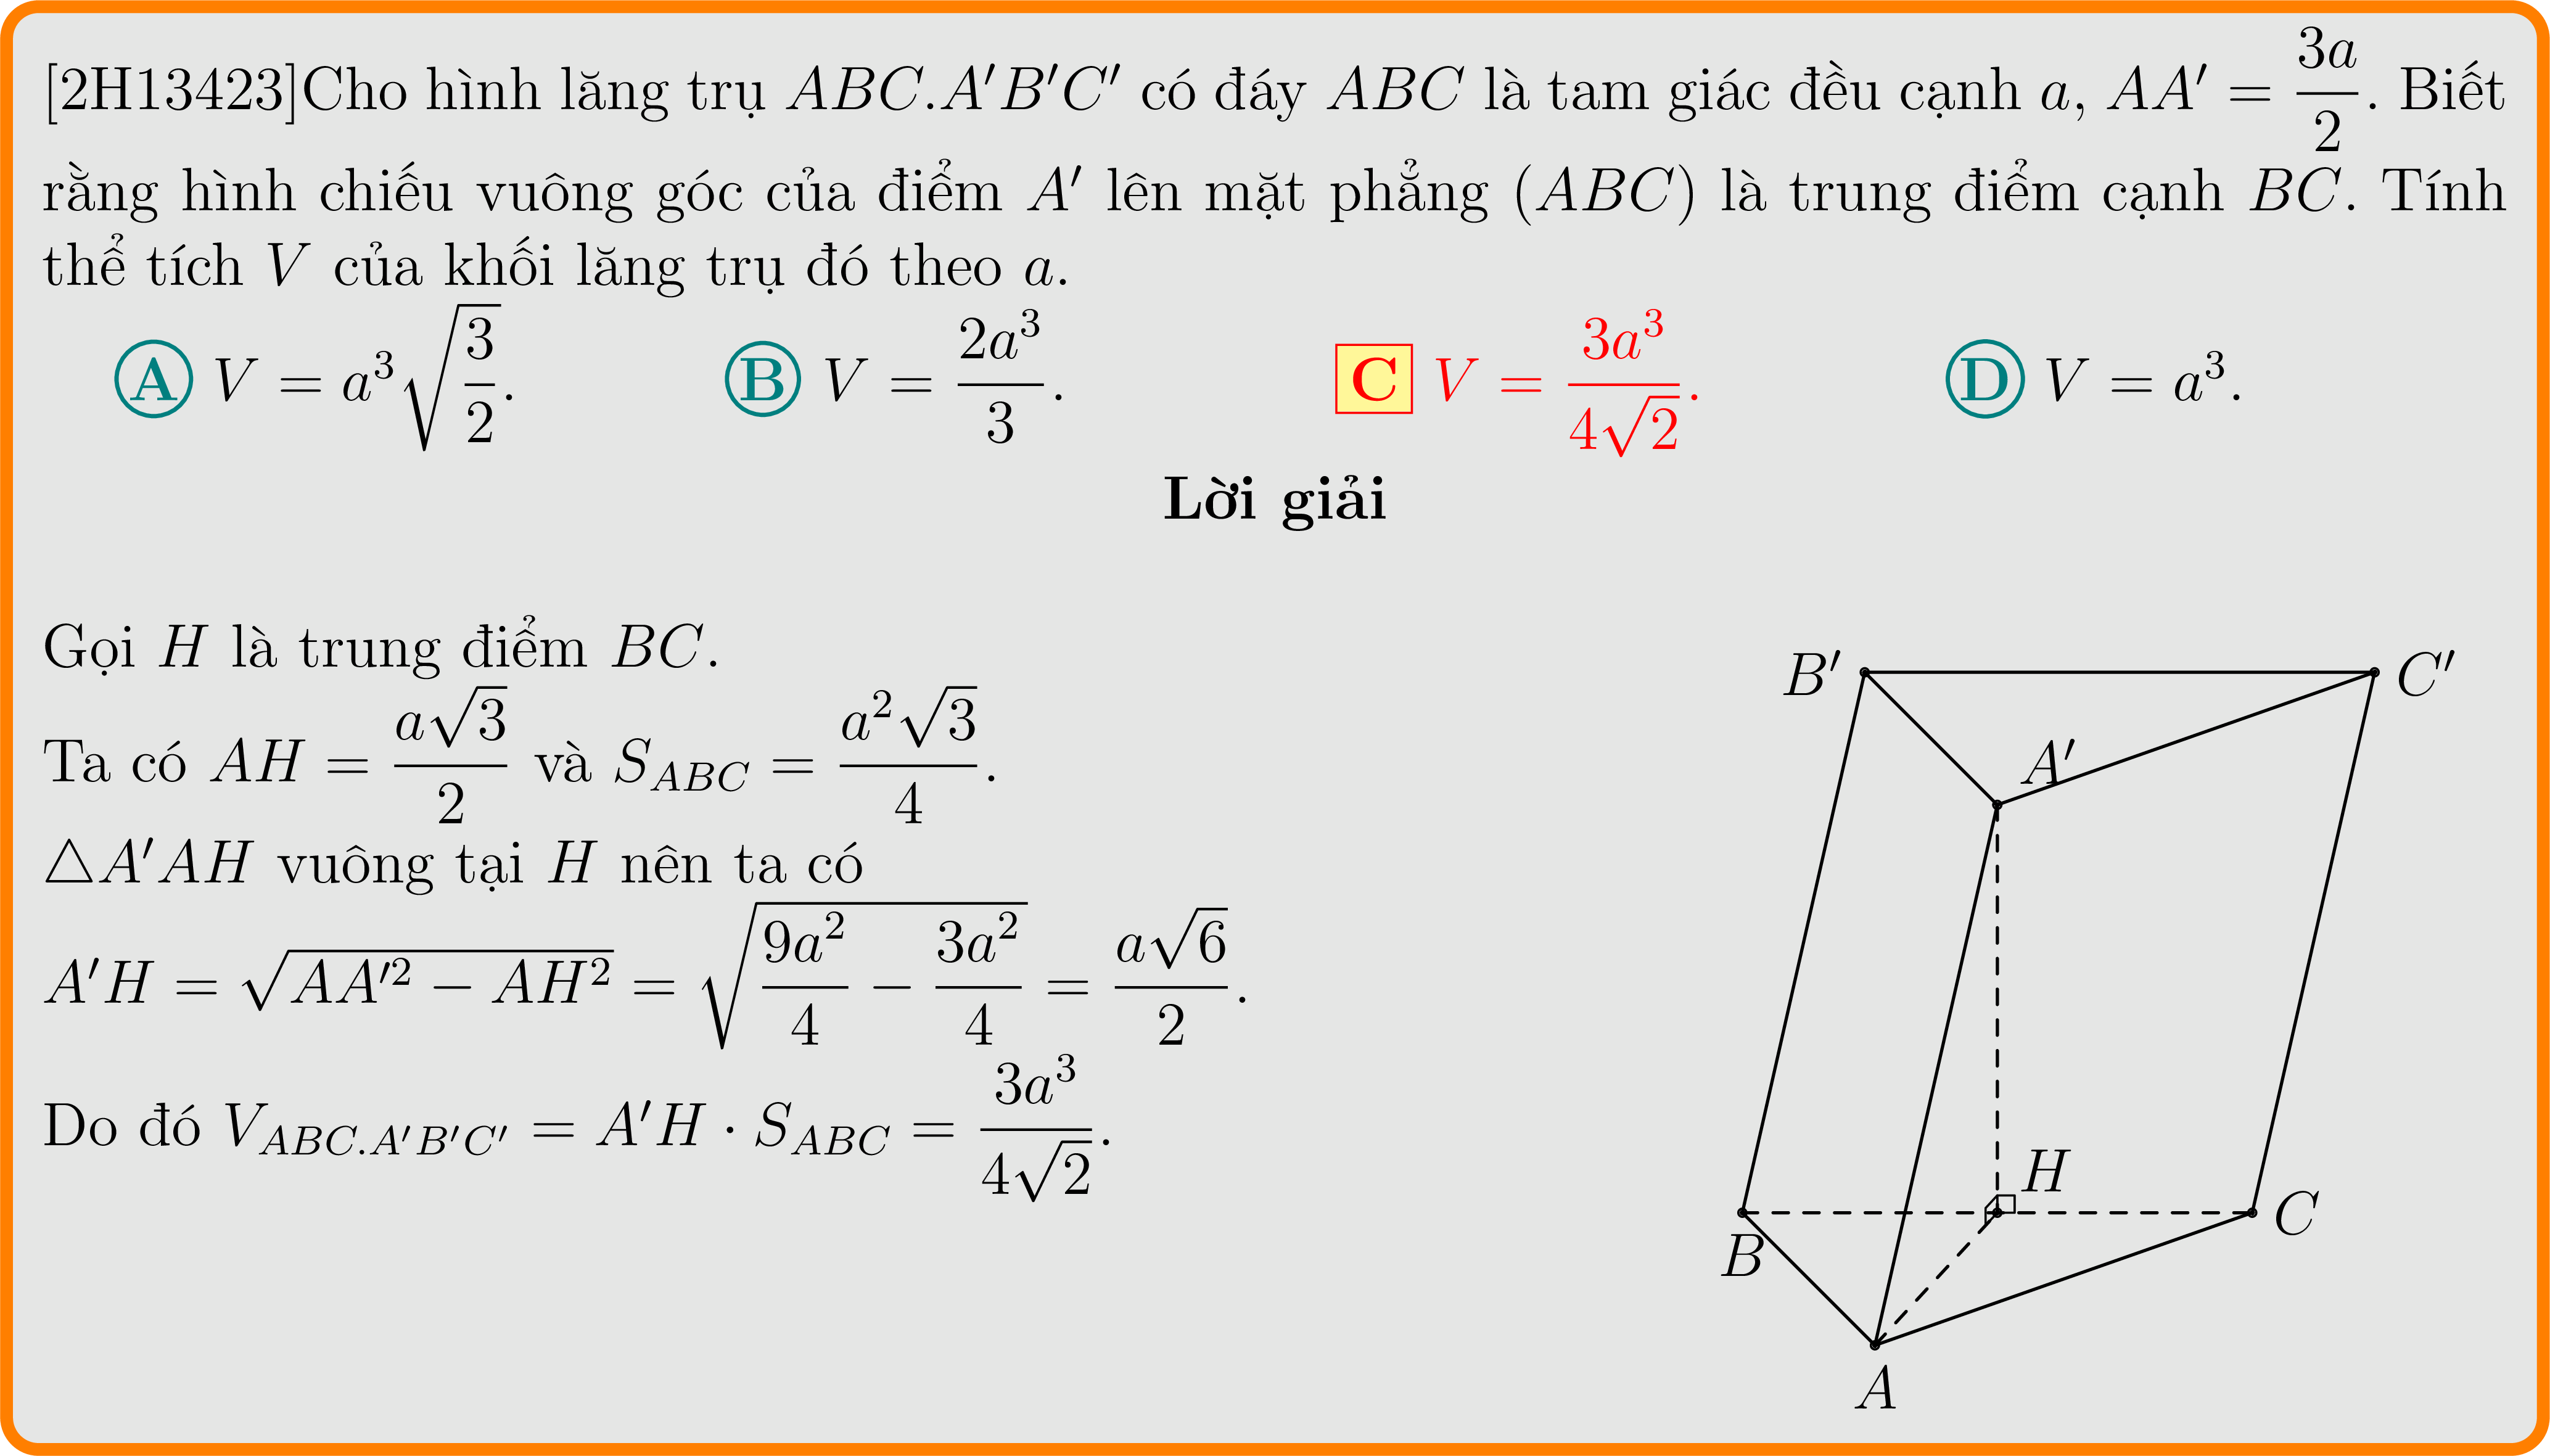 [2H13423]Cho hình lăng trụ ABC.A′B′C′ có đáy ABC là tam giác đều cạnh a, AA′ = \frac{3a}{2}. Biết
rằng hình chiếu vuông góc của điểm A′ lên mặt phẳng (ABC) là trung điểm cạnh BC. Tính
thể tích V của khối lăng trụ đó theo a.
A V = a^3\sqrt{\frac{3}{2}}. B V = \frac{2a^3}{3}. C V = \frac{3a^3}{4\sqrt{2}}. D V = a^3.
Lời giải
Gọi H là trung điểm BC.
Ta có AH = \frac{a\sqrt{3}}{2} và S_{ABC} = \frac{a^2\sqrt{3}}{4}.
△A′AH vuông tại H nên ta có
A′H = \sqrt{AA′^2 − AH^2} = \sqrt{\frac{9a^2}{4} − \frac{3a^2}{4}} = \frac{a\sqrt{6}}{2}.
Do đó V_{ABC.A′B′C′} = A′H · S_{ABC} = \frac{3a^3}{4\sqrt{2}}.
B′
C′
A′
H
B
C
A